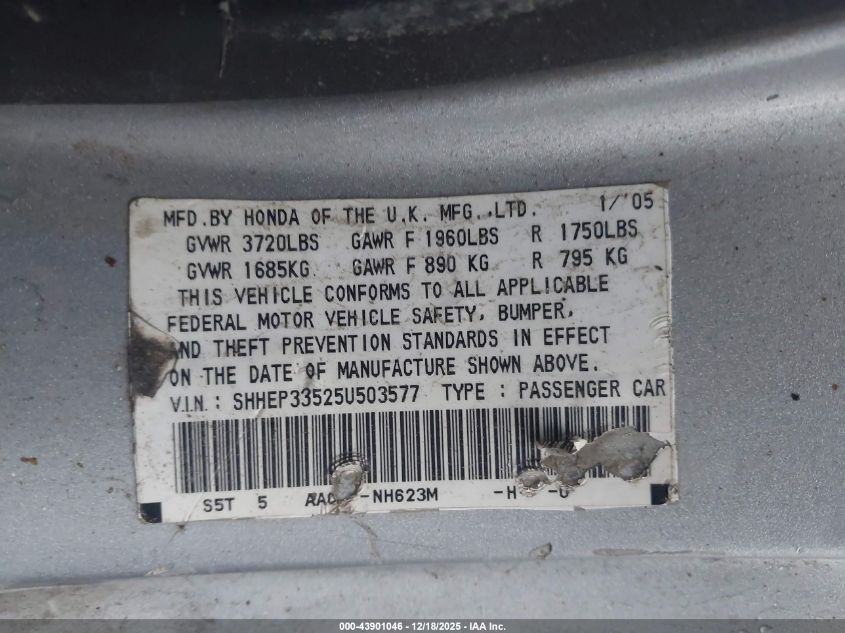 MFD.BY HONDA OF THE U.K. MFG.,LTD. 1/'05
GVWR 3720LBS GAWR F 1960LBS R 1750LBS
GVWR 1685KG GAWR F 890 KG R 795 KG
THIS VEHICLE CONFORMS TO ALL APPLICABLE
FEDERAL MOTOR VEHICLE SAFETY, BUMPER,
AND THEFT PREVENTION STANDARDS IN EFFECT
ON THE DATE OF MANUFACTURE SHOWN ABOVE.
V.I.N.: SHHEP33525U503577 TYPE : PASSENGER CAR
S5T 5 -NH623M -H
000-43901046 - 12/18/2025 - IAA Inc.